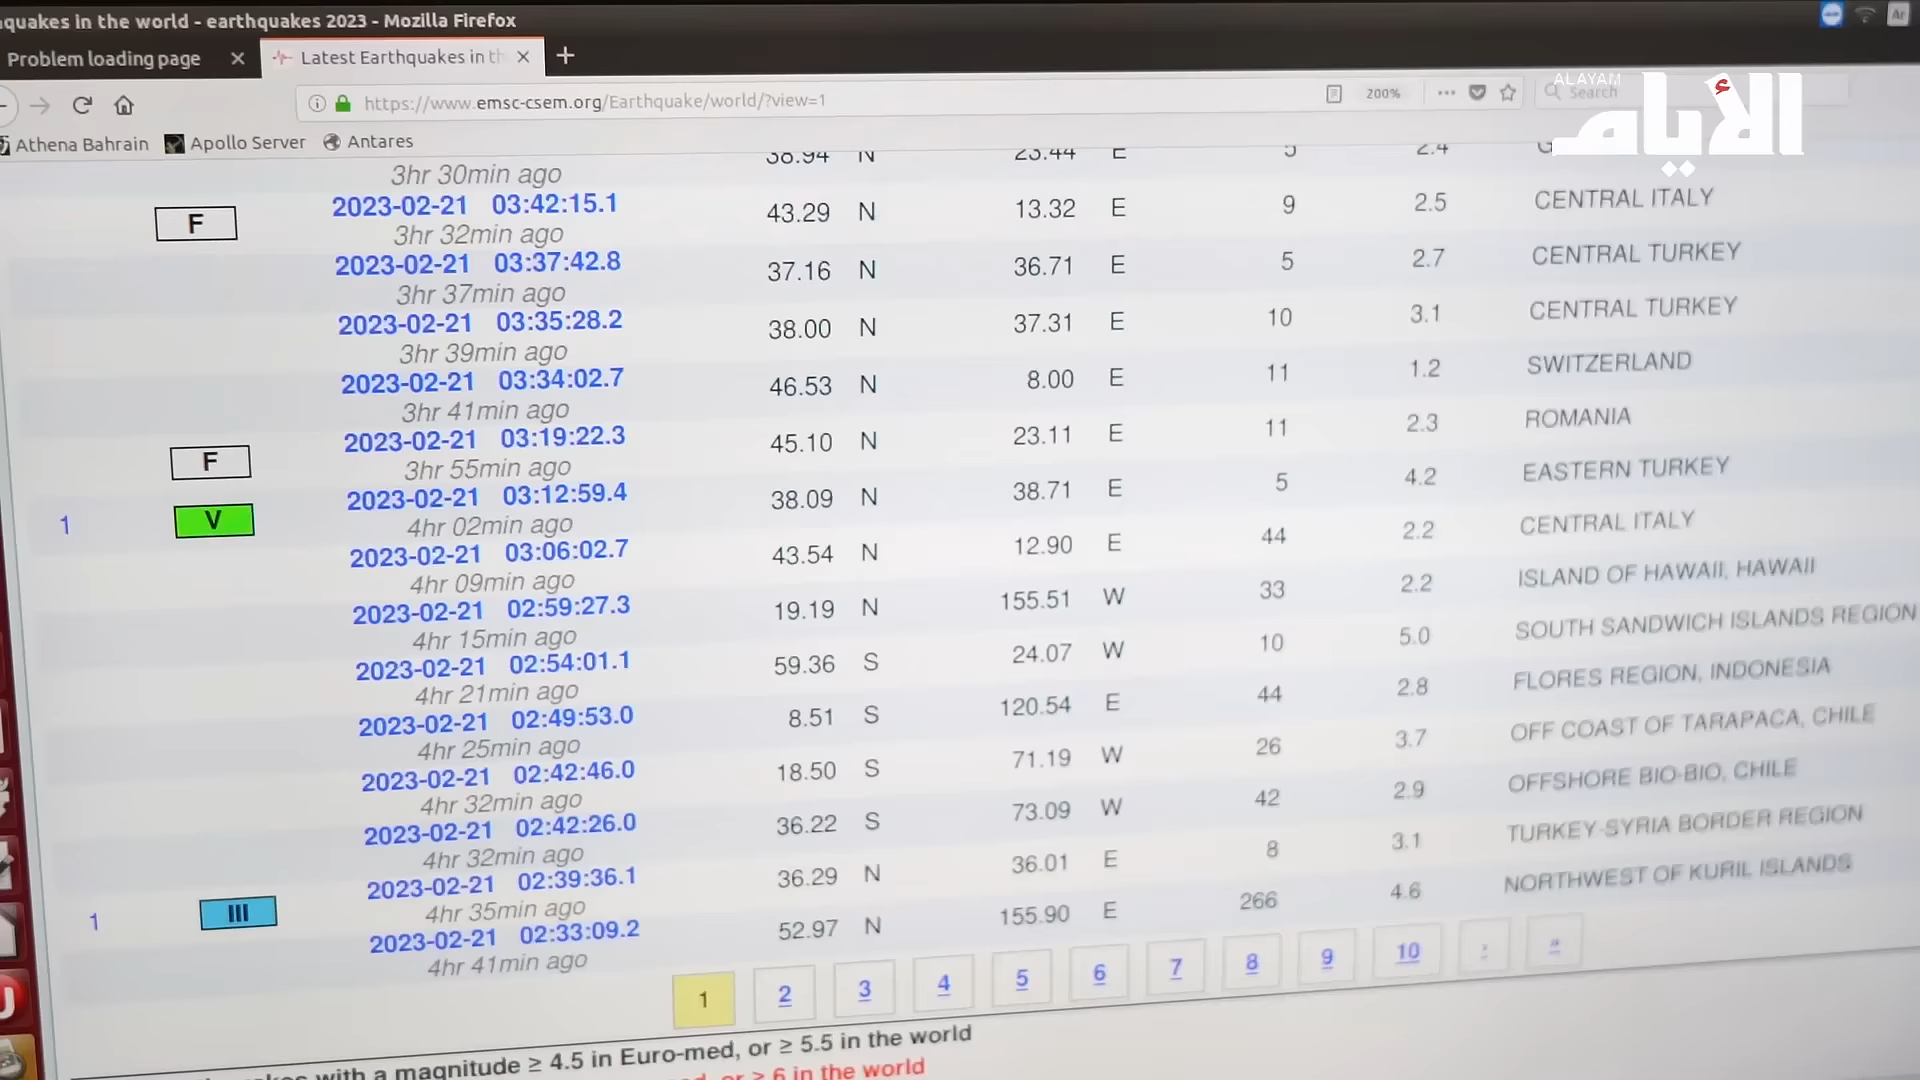 quakes in the world - earthquakes 2023 - Mozilla Firefox
Ar
Problem loading page × Latest Earthquakes in th × +
https://www.emsc-csem.org/Earthquake/world/?view=1 200% ••• Search
ALAYAM
الأيام
Athena Bahrain Apollo Server Antares
38.94 N 23.44 E 5 2.4 G
3hr 30min ago
F 2023-02-21 03:42:15.1 43.29 N 13.32 E 9 2.5 CENTRAL ITALY
3hr 32min ago
2023-02-21 03:37:42.8 37.16 N 36.71 E 5 2.7 CENTRAL TURKEY
3hr 37min ago
2023-02-21 03:35:28.2 38.00 N 37.31 E 10 3.1 CENTRAL TURKEY
3hr 39min ago
2023-02-21 03:34:02.7 46.53 N 8.00 E 11 1.2 SWITZERLAND
3hr 41min ago
F 2023-02-21 03:19:22.3 45.10 N 23.11 E 11 2.3 ROMANIA
3hr 55min ago
1 V 2023-02-21 03:12:59.4 38.09 N 38.71 E 5 4.2 EASTERN TURKEY
4hr 02min ago
2023-02-21 03:06:02.7 43.54 N 12.90 E 44 2.2 CENTRAL ITALY
4hr 09min ago
2023-02-21 02:59:27.3 19.19 N 155.51 W 33 2.2 ISLAND OF HAWAII, HAWAII
4hr 15min ago
2023-02-21 02:54:01.1 59.36 S 24.07 W 10 5.0 SOUTH SANDWICH ISLANDS REGION
4hr 21min ago
2023-02-21 02:49:53.0 8.51 S 120.54 E 44 2.8 FLORES REGION, INDONESIA
4hr 25min ago
2023-02-21 02:42:46.0 18.50 S 71.19 W 26 3.7 OFF COAST OF TARAPACA, CHILE
4hr 32min ago
2023-02-21 02:42:26.0 36.22 S 73.09 W 42 2.9 OFFSHORE BIO-BIO, CHILE
4hr 32min ago
2023-02-21 02:39:36.1 36.29 N 36.01 E 8 3.1 TURKEY-SYRIA BORDER REGION
4hr 35min ago
1 III 2023-02-21 02:33:09.2 52.97 N 155.90 E 266 4.6 NORTHWEST OF KURIL ISLANDS
4hr 41min ago
1 2 3 4 5 6 7 8 9 10 › »
with a magnitude ≥ 4.5 in Euro-med, or ≥ 5.5 in the world
or ≥ 6 in the world